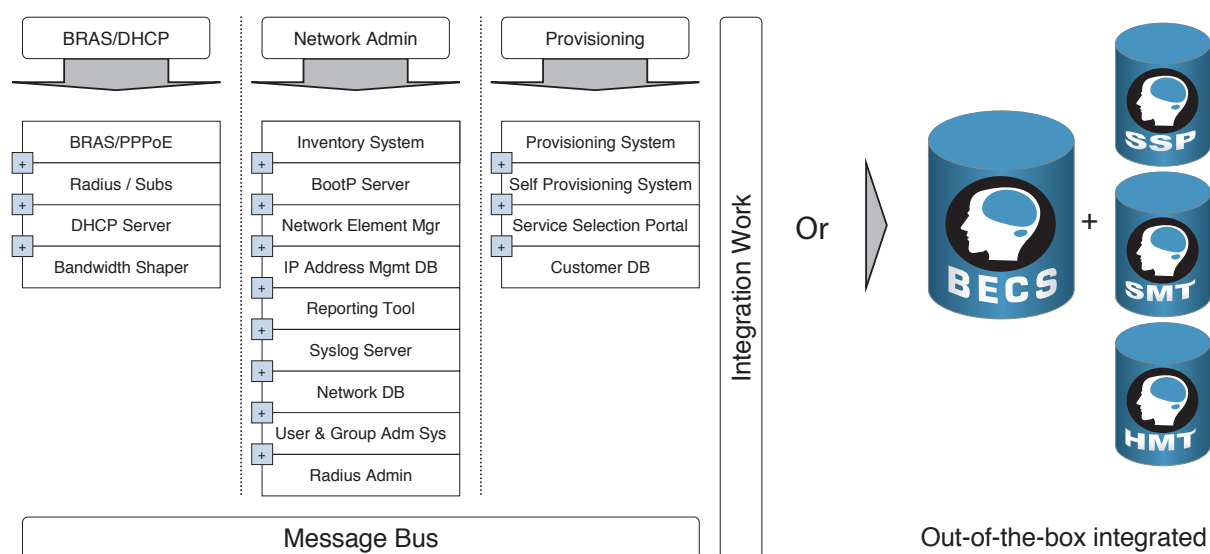 BRAS/DHCP
BRAS/PPPoE
+
Radius / Subs
+
DHCP Server
+
Bandwidth Shaper
Network Admin
Inventory System
+
BootP Server
+
Network Element Mgr
+
IP Address Mgmt DB
+
Reporting Tool
+
Syslog Server
+
Network DB
+
User & Group Adm Sys
+
Radius Admin
Provisioning
Provisioning System
+
Self Provisioning System
+
Service Selection Portal
+
Customer DB
Message Bus
Integration Work
Or
BECS
+
SSP
SMT
HMT
Out-of-the-box integrated